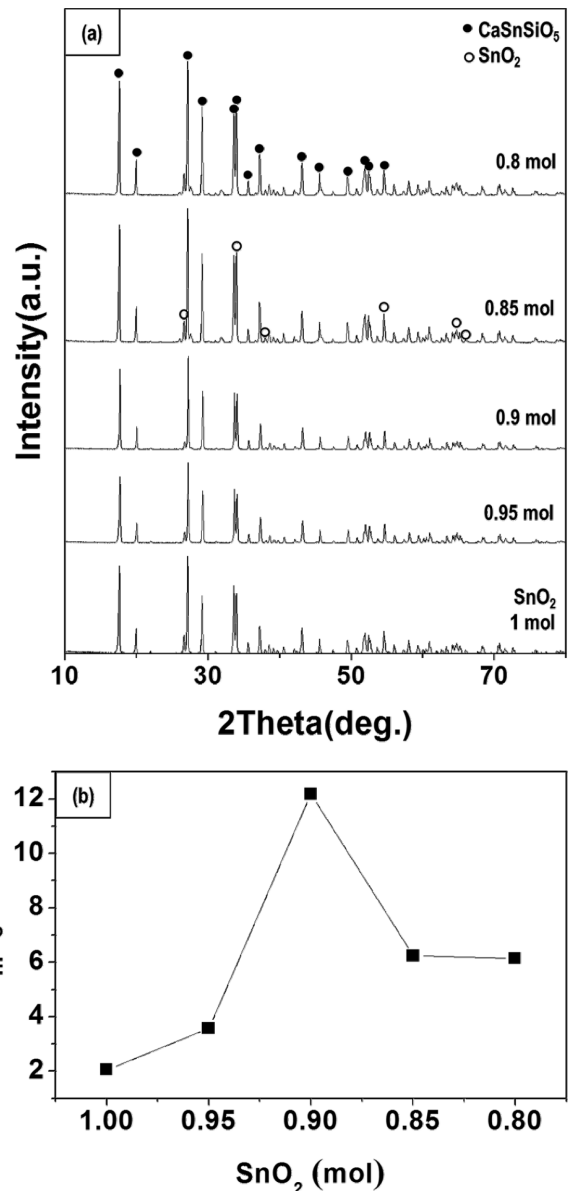 (a)
CaSnSiO₅
SnO₂
0.8 mol
0.85 mol
0.9 mol
0.95 mol
SnO₂
1 mol
Intensity(a.u.)
10 30 50 70
2Theta(deg.)
(b)
12
10
8
6
4
2
1.00 0.95 0.90 0.85 0.80
SnO₂ (mol)